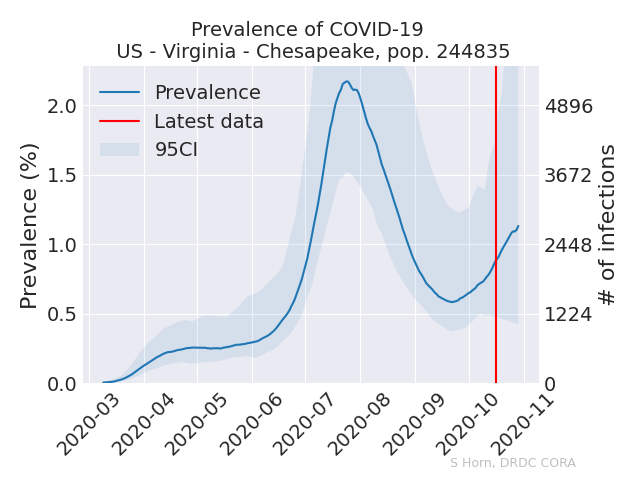 Prevalence of COVID-19
US - Virginia - Chesapeake, pop. 244835
Prevalence
Latest data
95CI
Prevalence (%)
2.0
1.5
1.0
0.5
0.0
4896
3672
2448
1224
0
# of infections
2020-03
2020-04
2020-05
2020-06
2020-07
2020-08
2020-09
2020-10
2020-11
S Horn, DRDC CORA